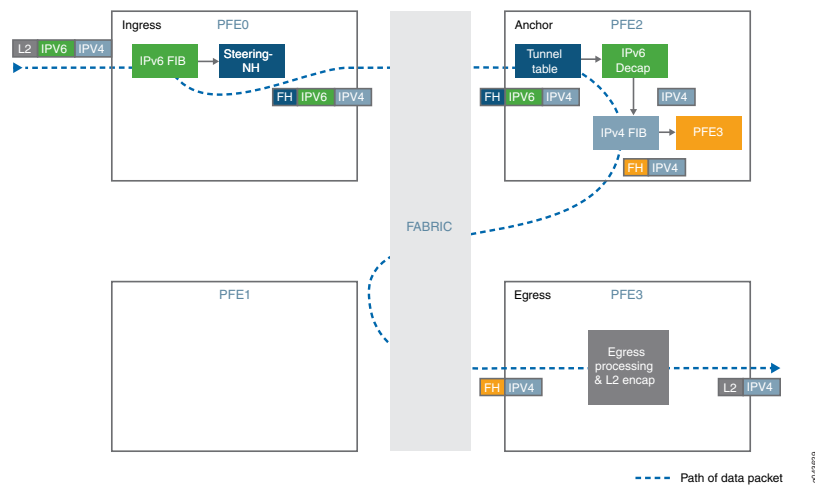 Ingress PFE0
L2 IPV6 IPV4
IPv6 FIB
Steering-
NH
FH IPV6 IPV4
FABRIC
Anchor PFE2
Tunnel
table
IPv6
Decap
FH IPV6 IPV4
IPV4
IPv4 FIB
PFE3
FH IPV4
PFE1
Egress PFE3
Egress
processing
& L2 encap
FH IPV4
L2 IPV4
Path of data packet